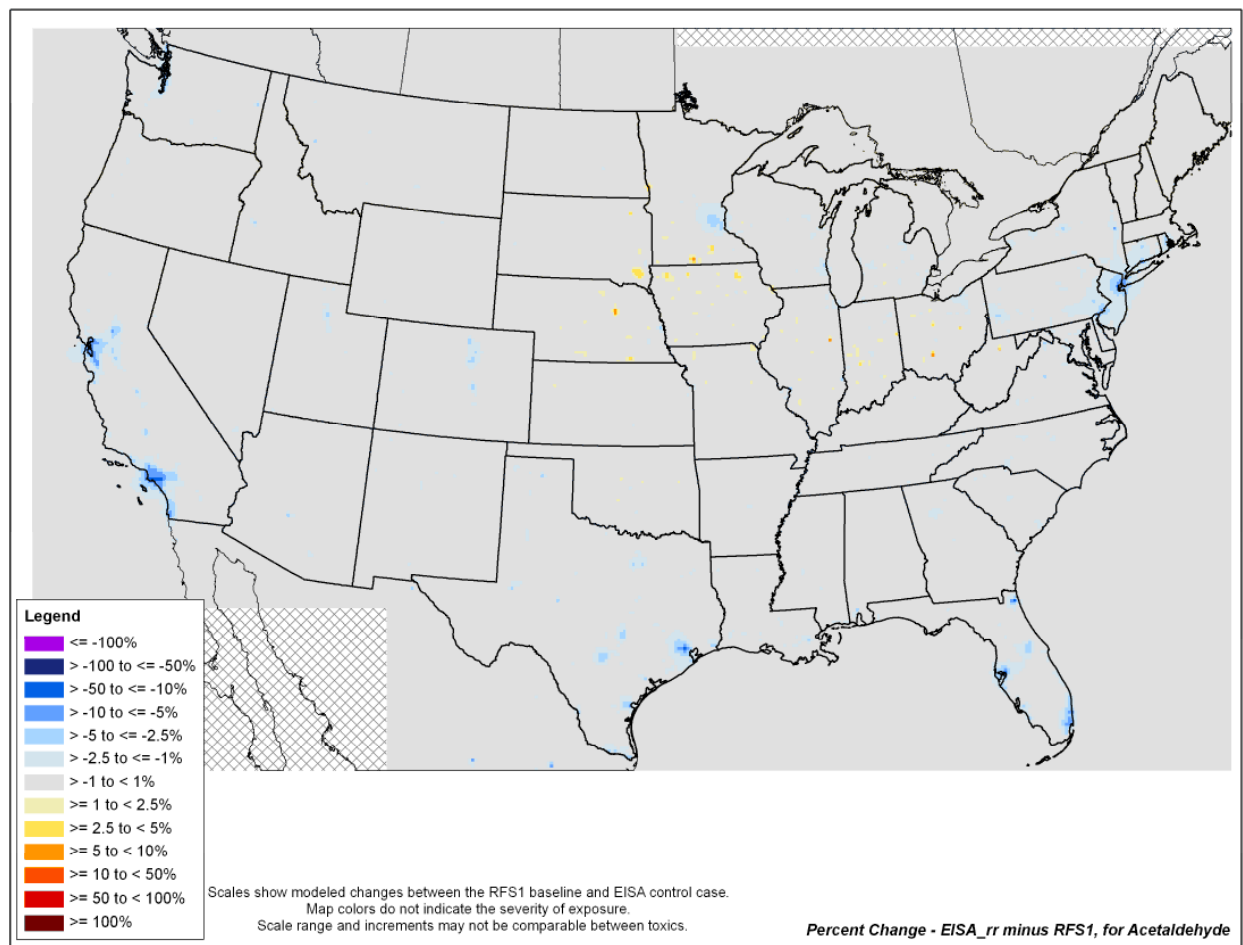 Legend
<= -100%
> -100 to <= -50%
> -50 to <= -10%
> -10 to <= -5%
> -5 to <= -2.5%
> -2.5 to <= -1%
> -1 to < 1%
>= 1 to < 2.5%
>= 2.5 to < 5%
>= 5 to < 10%
>= 10 to < 50%
>= 50 to < 100%
>= 100%
Scales show modeled changes between the RFS1 baseline and EISA control case.
Map colors do not indicate the severity of exposure.
Scale range and increments may not be comparable between toxics.
Percent Change - EISA_rr minus RFS1, for Acetaldehyde